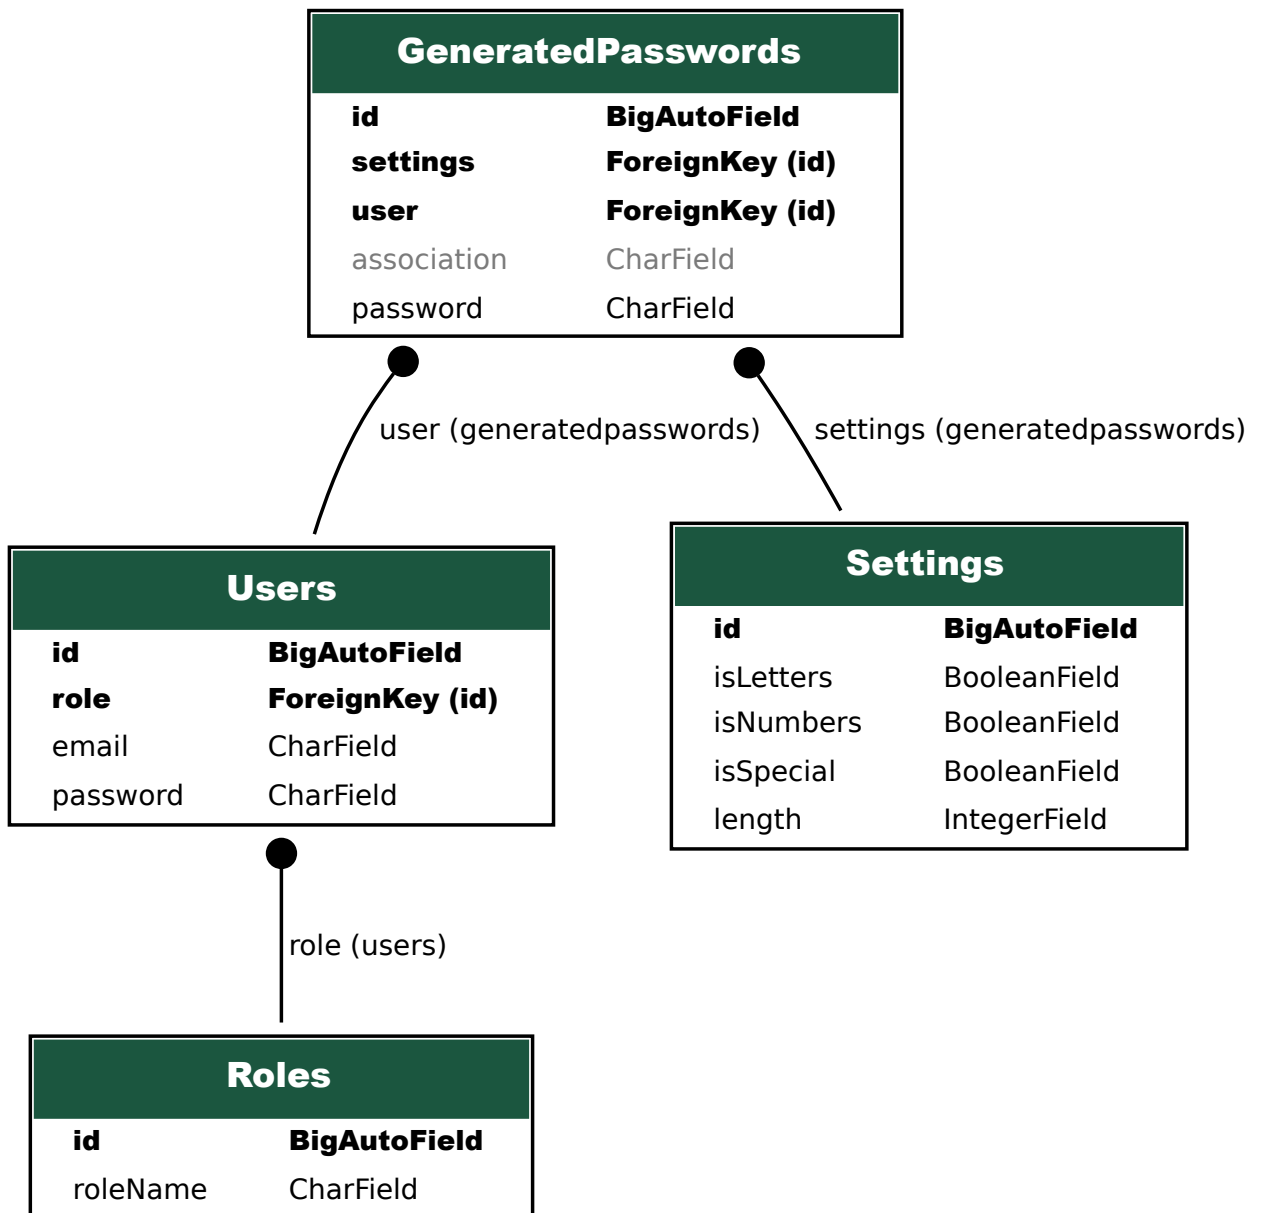 GeneratedPasswords
id BigAutoField
settings ForeignKey (id)
user ForeignKey (id)
association CharField
password CharField
user (generatedpasswords)
settings (generatedpasswords)
Users
id BigAutoField
role ForeignKey (id)
email CharField
password CharField
Settings
id BigAutoField
isLetters BooleanField
isNumbers BooleanField
isSpecial BooleanField
length IntegerField
role (users)
Roles
id BigAutoField
roleName CharField